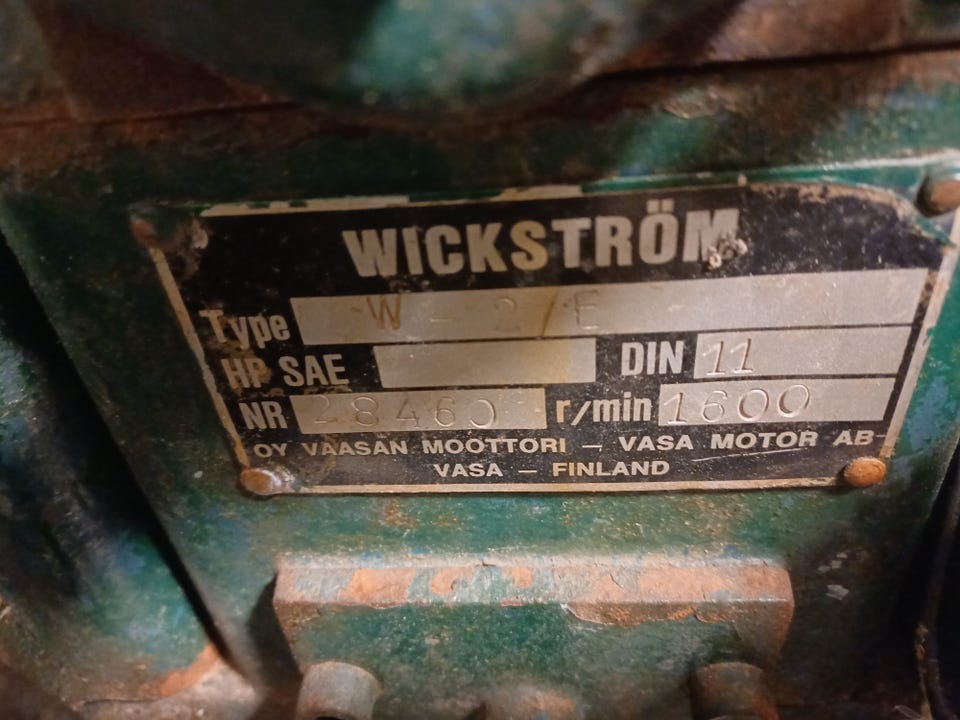 WICKSTRÖM
Type W - 2/E
HP SAE DIN 11
NR 28460 r/min 1600
OY VAASAN MOOTTORI – VASA MOTOR AB
VASA – FINLAND